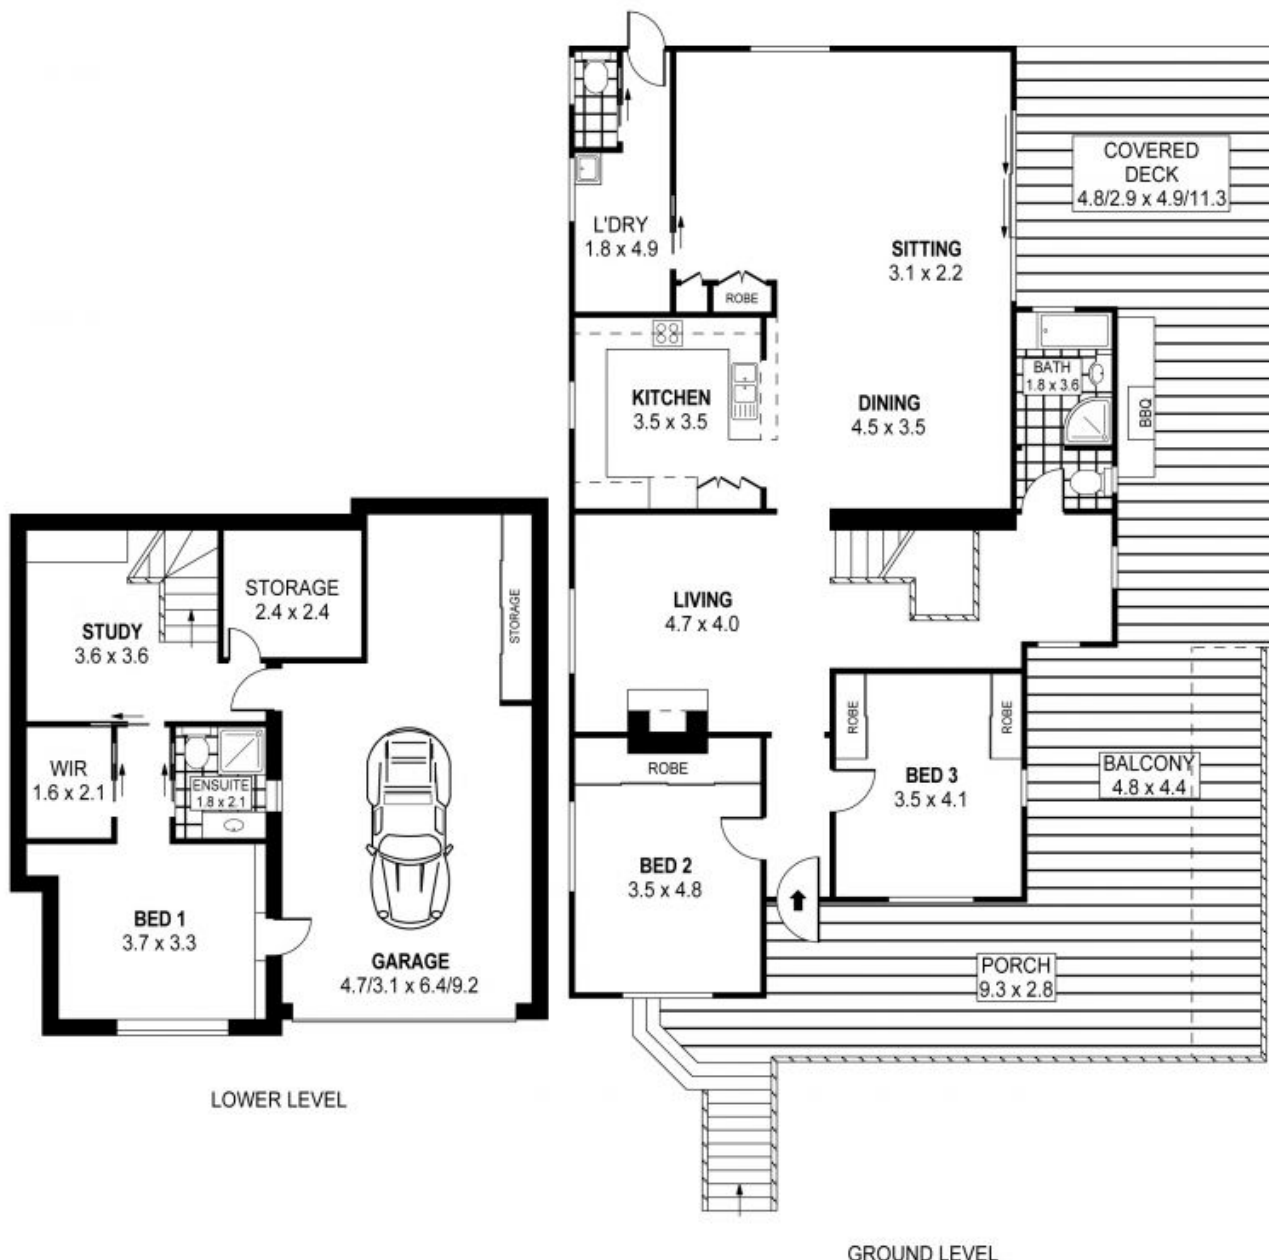 COVERED
DECK
4.8/2.9 x 4.9/11.3
L'DRY
1.8 x 4.9
SITTING
3.1 x 2.2
ROBE
BATH
1.8 x 3.6
KITCHEN
3.5 x 3.5
DINING
4.5 x 3.5
BBQ
STORAGE
2.4 x 2.4
STORAGE
STUDY
3.6 x 3.6
LIVING
4.7 x 4.0
ROBE
ROBE
WIR
1.6 x 2.1
ENSUITE
1.8 x 2.1
ROBE
BED 3
3.5 x 4.1
BALCONY
4.8 x 4.4
BED 2
3.5 x 4.8
BED 1
3.7 x 3.3
GARAGE
4.7/3.1 x 6.4/9.2
PORCH
9.3 x 2.8
LOWER LEVEL
GROUND LEVEL